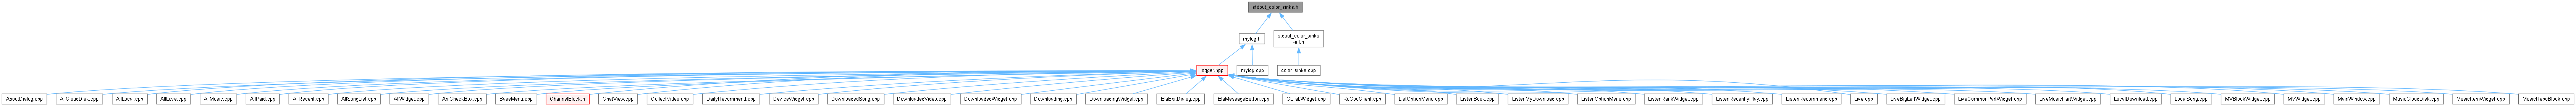 stdout_color_sinks.h
mylog.h
stdout_color_sinks
-inl.h
logger.hpp
mylog.cpp
color_sinks.cpp
AboutDialog.cpp
AllCloudDisk.cpp
AllLocal.cpp
AllLove.cpp
AllMusic.cpp
AllPaid.cpp
AllRecent.cpp
AllSongList.cpp
AllWidget.cpp
AniCheckBox.cpp
BaseMenu.cpp
ChannelBlock.h
ChatView.cpp
CollectVideo.cpp
DailyRecommend.cpp
DeviceWidget.cpp
DownloadedSong.cpp
DownloadedVideo.cpp
DownloadedWidget.cpp
Downloading.cpp
DownloadingWidget.cpp
ElaExitDialog.cpp
ElaMessageButton.cpp
GLTabWidget.cpp
KuGouClient.cpp
ListOptionMenu.cpp
ListenBook.cpp
ListenMyDownload.cpp
ListenOptionMenu.cpp
ListenRankWidget.cpp
ListenRecentlyPlay.cpp
ListenRecommend.cpp
Live.cpp
LiveBigLeftWidget.cpp
LiveCommonPartWidget.cpp
LiveMusicPartWidget.cpp
LocalDownload.cpp
LocalSong.cpp
MVBlockWidget.cpp
MVWidget.cpp
MainWindow.cpp
MusicCloudDisk.cpp
MusicItemWidget.cpp
MusicRepoBlock.cpp